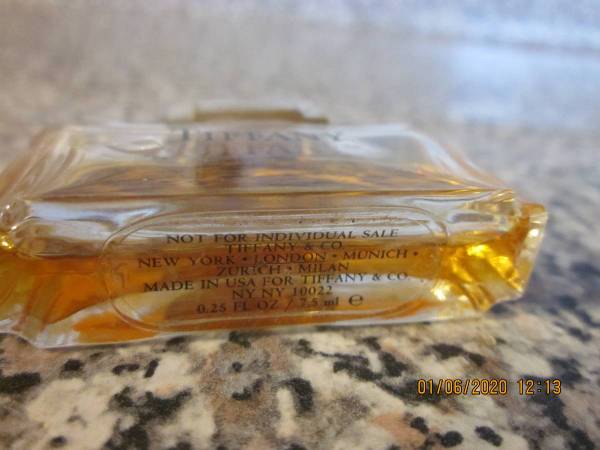 TIFFANY
NOT FOR INDIVIDUAL SALE
TIFFANY & CO.
NEW YORK • LONDON • MUNICH •
ZURICH • MILAN
MADE IN USA FOR TIFFANY & CO.
NY NY 10022
0.25 FL OZ / 7.5 ml ℮
01/06/2020 12:13